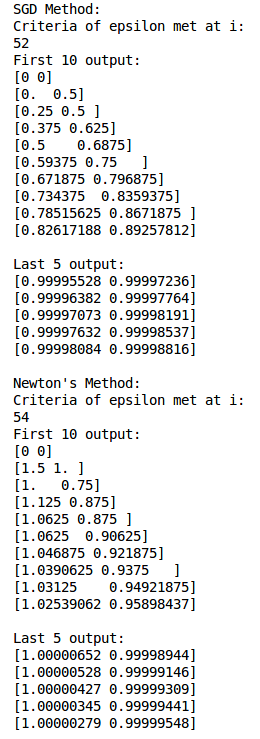 SGD Method:
Criteria of epsilon met at i:
52
First 10 output:
[0 0]
[0.  0.5]
[0.25 0.5 ]
[0.375 0.625]
[0.5    0.6875]
[0.59375 0.75   ]
[0.671875 0.796875]
[0.734375  0.8359375]
[0.78515625 0.8671875 ]
[0.82617188 0.89257812]

Last 5 output:
[0.99995528 0.99997236]
[0.99996382 0.99997764]
[0.99997073 0.99998191]
[0.99997632 0.99998537]
[0.99998084 0.99998816]

Newton's Method:
Criteria of epsilon met at i:
54
First 10 output:
[0 0]
[1.5 1. ]
[1.   0.75]
[1.125 0.875]
[1.0625 0.875 ]
[1.0625  0.90625]
[1.046875 0.921875]
[1.0390625 0.9375   ]
[1.03125    0.94921875]
[1.02539062 0.95898437]

Last 5 output:
[1.00000652 0.99998944]
[1.00000528 0.99999146]
[1.00000427 0.99999309]
[1.00000345 0.99999441]
[1.00000279 0.99999548]